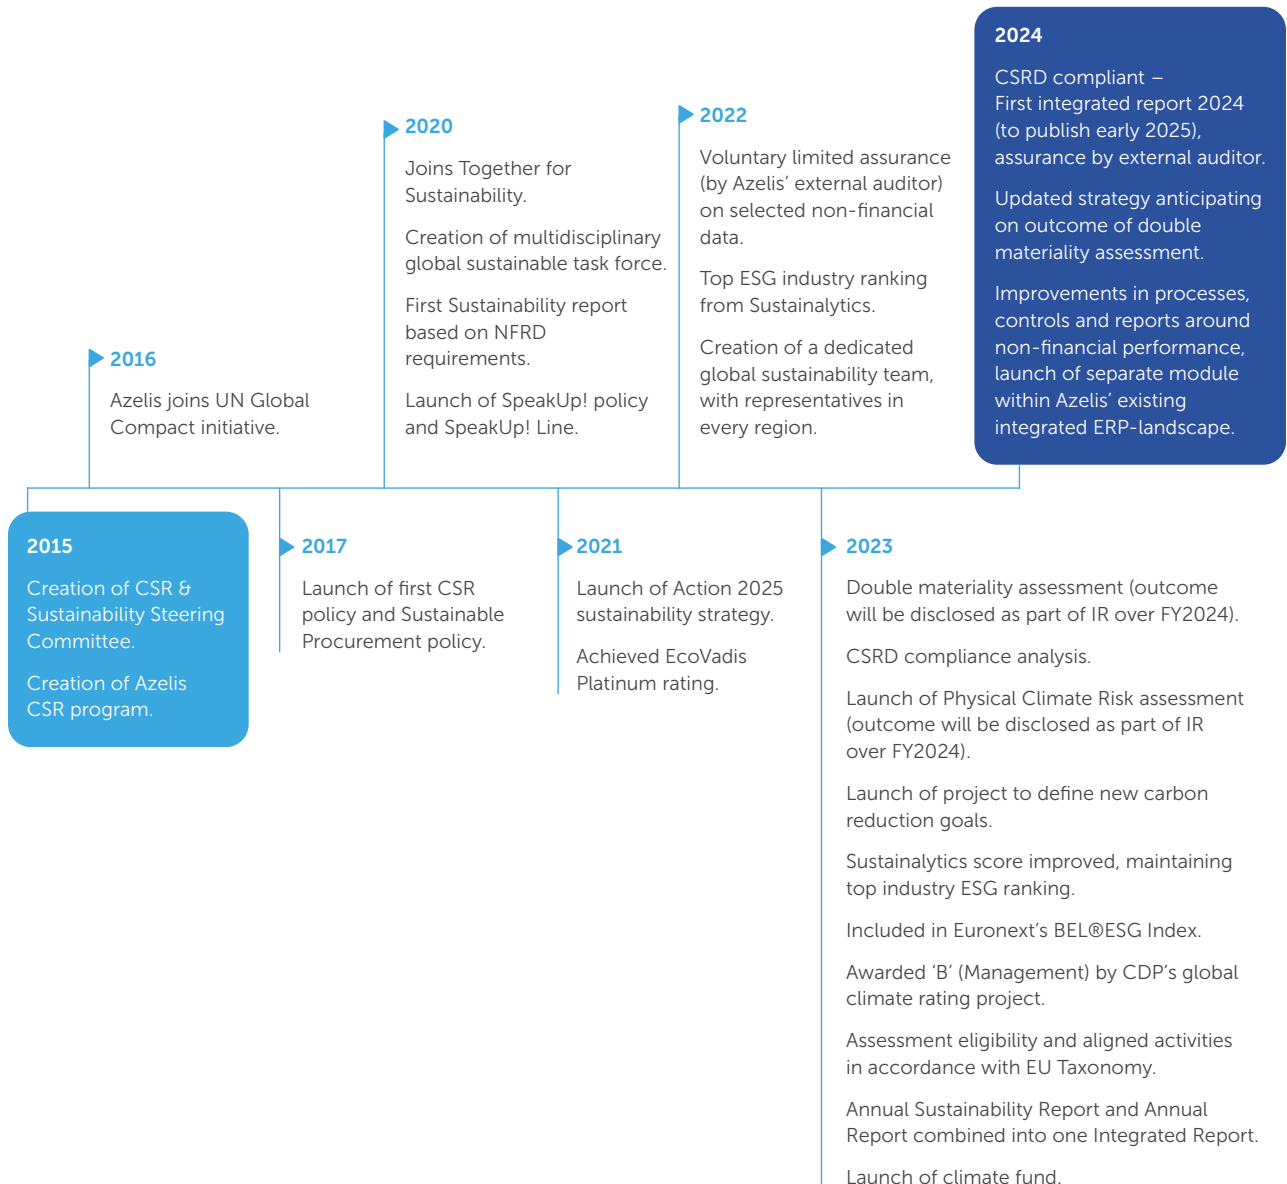 2015
Creation of CSR &
Sustainability Steering
Committee.
Creation of Azelis
CSR program.
2016
Azelis joins UN Global
Compact initiative.
2017
Launch of first CSR
policy and Sustainable
Procurement policy.
2020
Joins Together for
Sustainability.
Creation of multidisciplinary
global sustainable task force.
First Sustainability report
based on NFRD
requirements.
Launch of SpeakUp! policy
and SpeakUp! Line.
2021
Launch of Action 2025
sustainability strategy.
Achieved EcoVadis
Platinum rating.
2022
Voluntary limited assurance
(by Azelis’ external auditor)
on selected non-financial
data.
Top ESG industry ranking
from Sustainalytics.
Creation of a dedicated
global sustainability team,
with representatives in
every region.
2023
Double materiality assessment (outcome
will be disclosed as part of IR over FY2024).
CSRD compliance analysis.
Launch of Physical Climate Risk assessment
(outcome will be disclosed as part of IR
over FY2024).
Launch of project to define new carbon
reduction goals.
Sustainalytics score improved, maintaining
top industry ESG ranking.
Included in Euronext’s BEL®ESG Index.
Awarded ‘B’ (Management) by CDP’s global
climate rating project.
Assessment eligibility and aligned activities
in accordance with EU Taxonomy.
Annual Sustainability Report and Annual
Report combined into one Integrated Report.
Launch of climate fund.
2024
CSRD compliant –
First integrated report 2024
(to publish early 2025),
assurance by external auditor.
Updated strategy anticipating
on outcome of double
materiality assessment.
Improvements in processes,
controls and reports around
non-financial performance,
launch of separate module
within Azelis’ existing
integrated ERP-landscape.